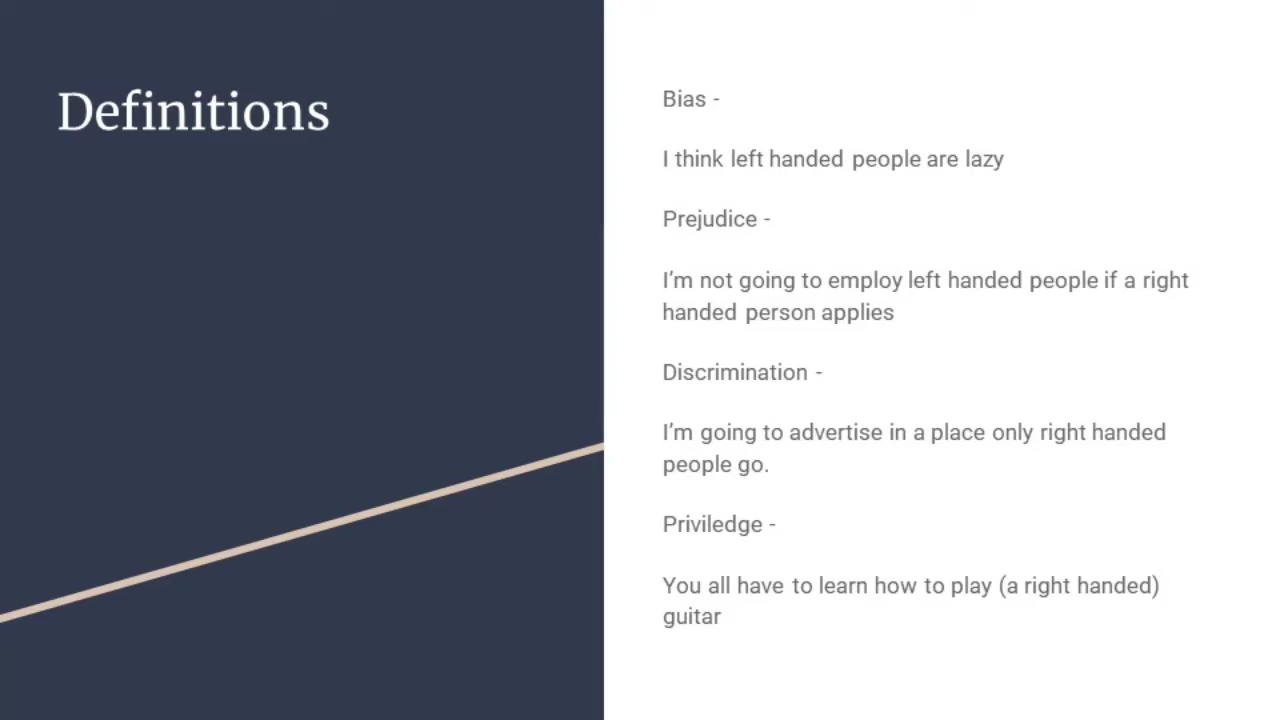 Definitions
Bias -
I think left handed people are lazy
Prejudice -
I'm not going to employ left handed people if a right
handed person applies
Discrimination -
I'm going to advertise in a place only right handed
people go.
Priviledge -
You all have to learn how to play (a right handed)
guitar